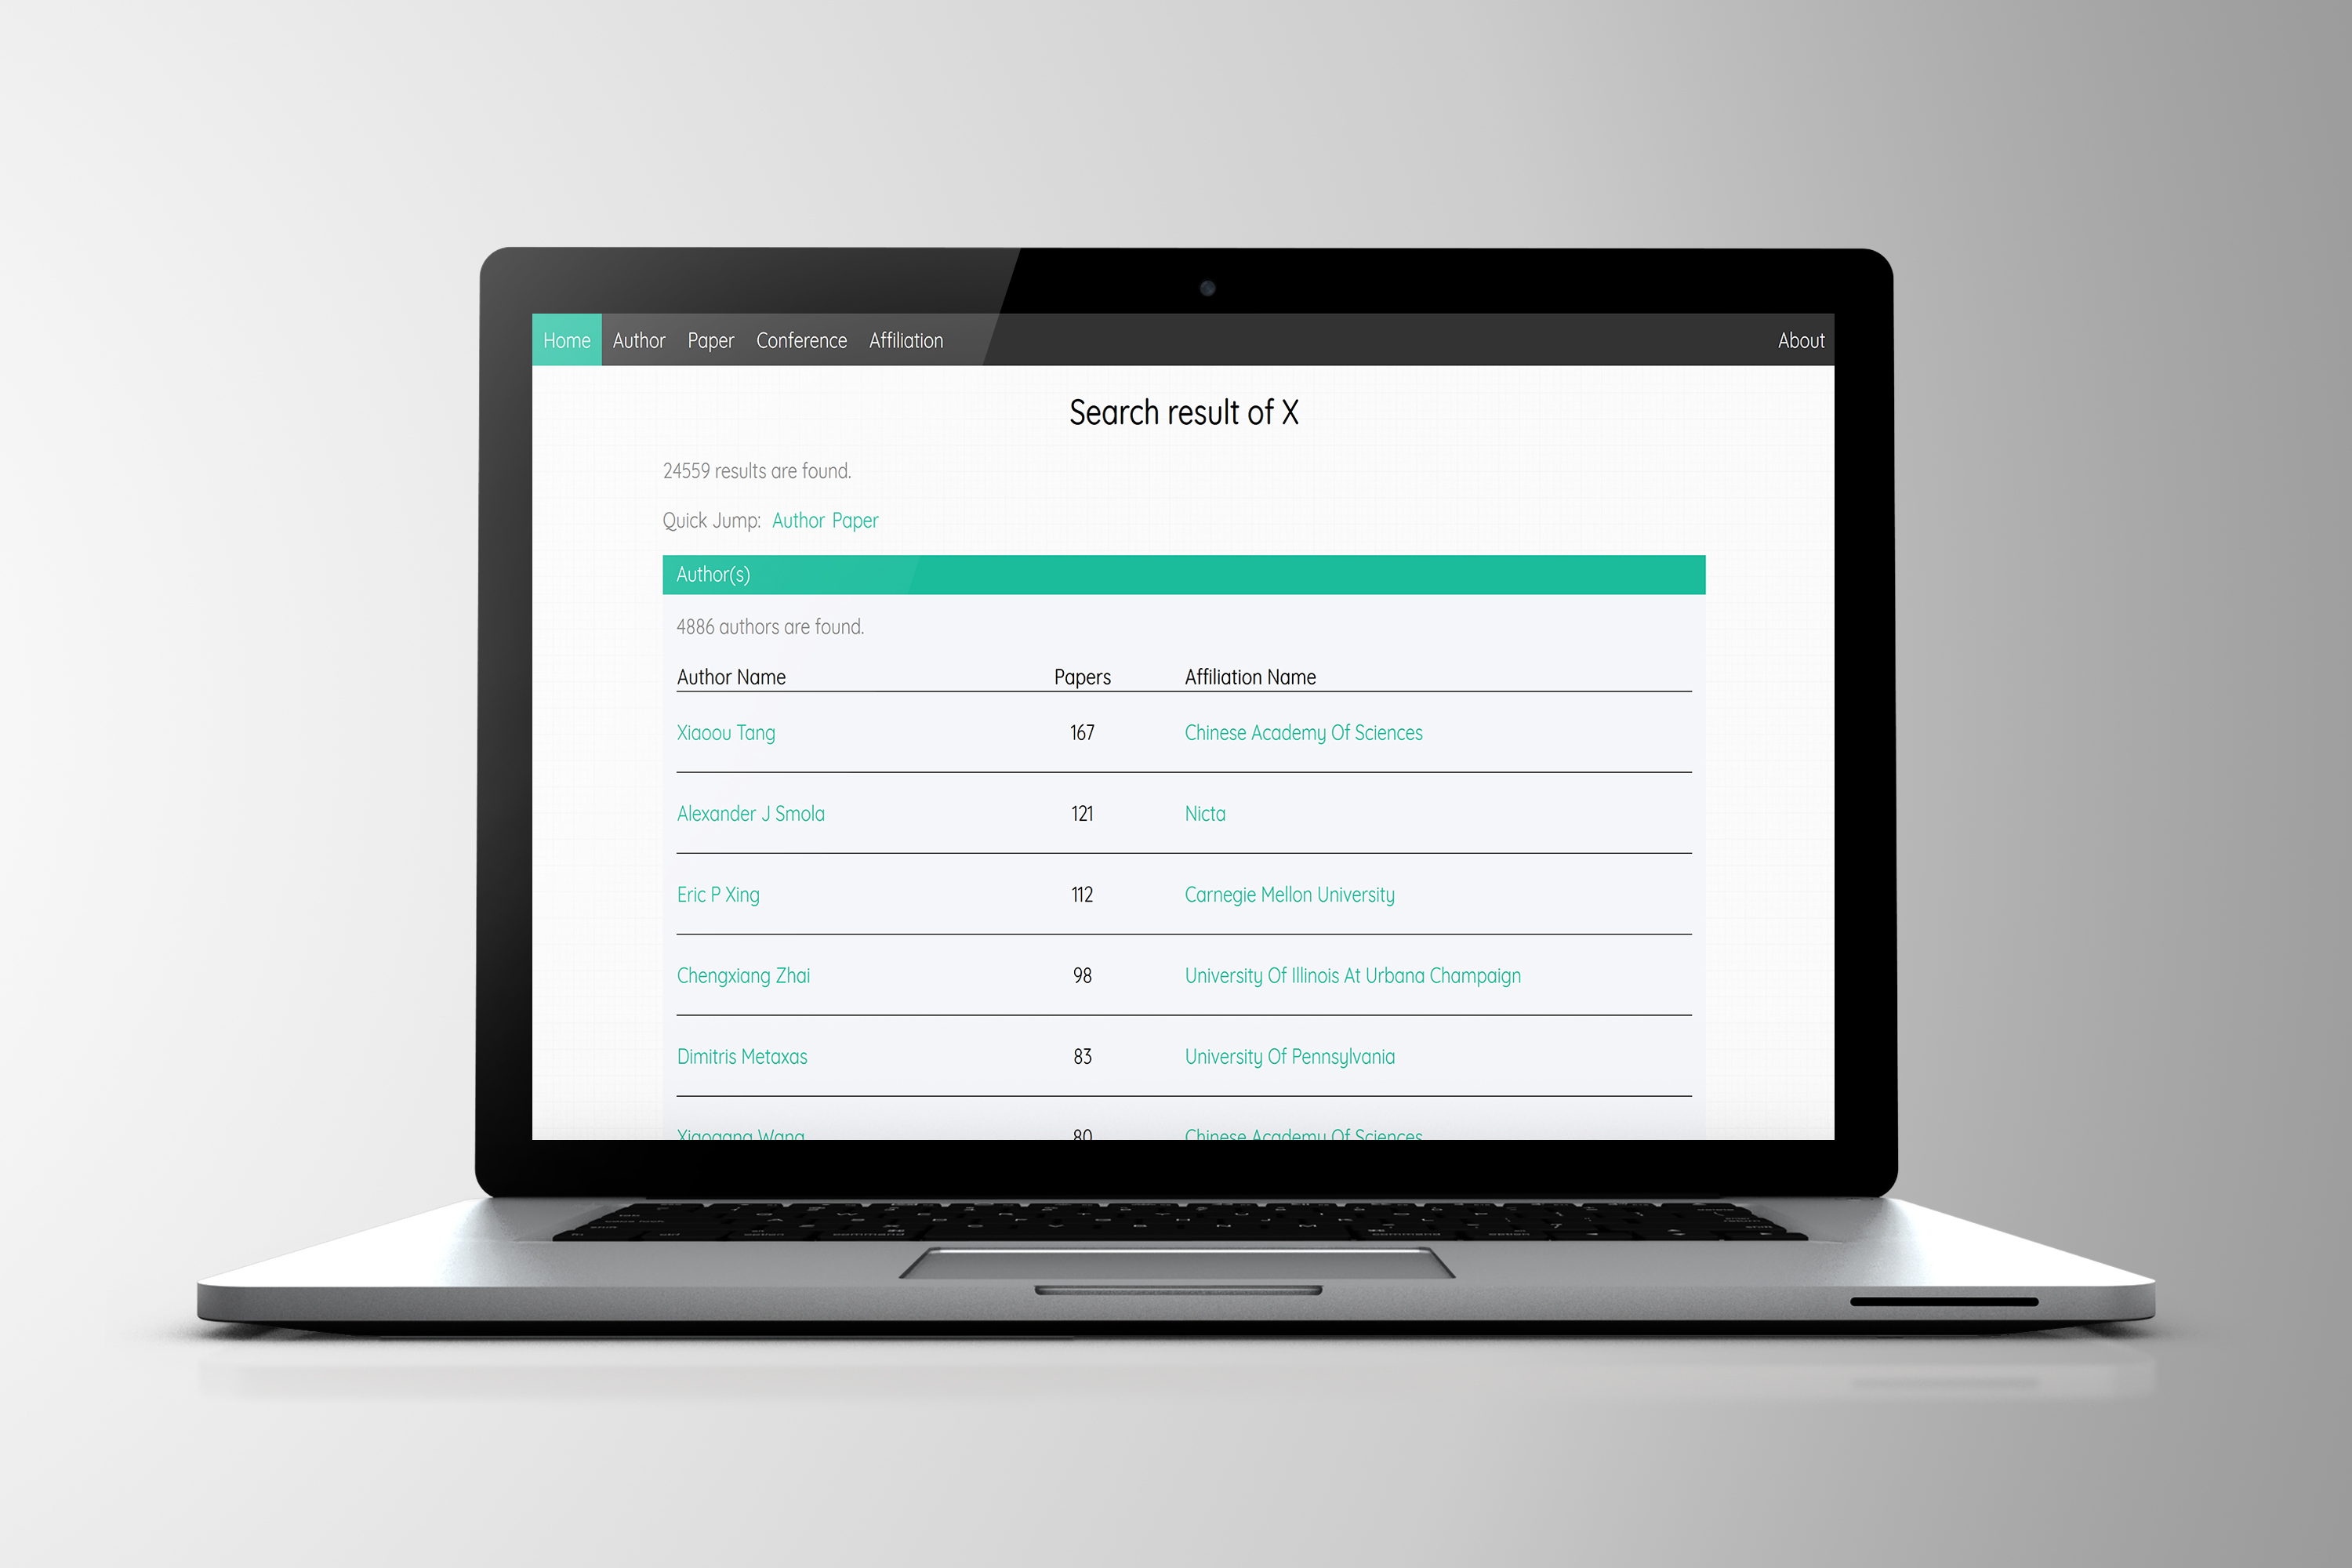 Home Author Paper Conference Affiliation About
Search result of X
24559 results are found.
Quick Jump: Author Paper
Author(s)
4886 authors are found.
Author Name Papers Affiliation Name
Xiaoou Tang 167 Chinese Academy Of Sciences
Alexander J Smola 121 Nicta
Eric P Xing 112 Carnegie Mellon University
Chengxiang Zhai 98 University Of Illinois At Urbana Champaign
Dimitris Metaxas 83 University Of Pennsylvania
Xiaogang Wang 80 Chinese Academy Of Sciences